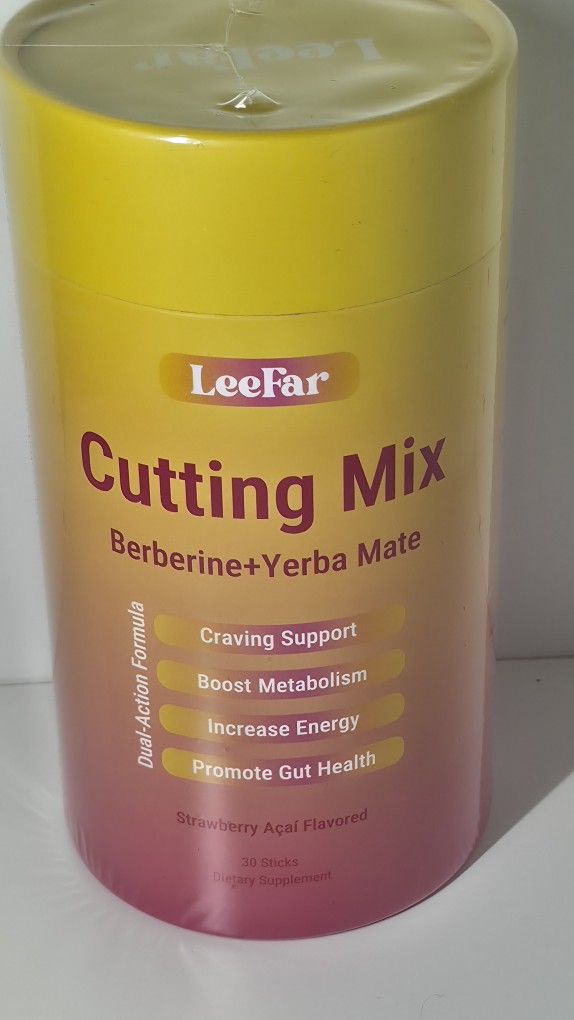 LeeFar
LeeFar
Cutting Mix
Berberine+Yerba Mate
Dual-Action Formula
Craving Support
Boost Metabolism
Increase Energy
Promote Gut Health
Strawberry Açaí Flavored
30 Sticks
Dietary Supplement